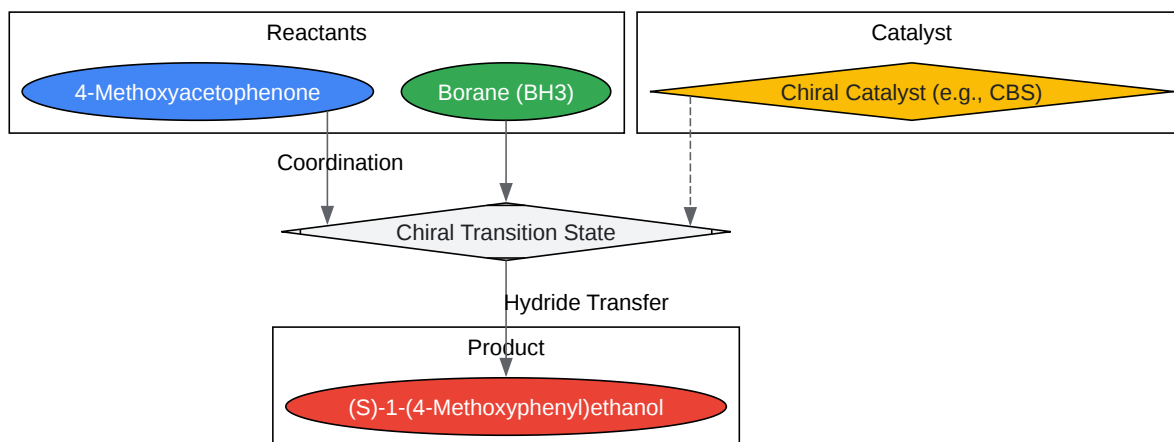 Reactants
Catalyst
4-Methoxyacetophenone
Borane (BH3)
Chiral Catalyst (e.g., CBS)
Coordination
Chiral Transition State
Hydride Transfer
Product
(S)-1-(4-Methoxyphenyl)ethanol